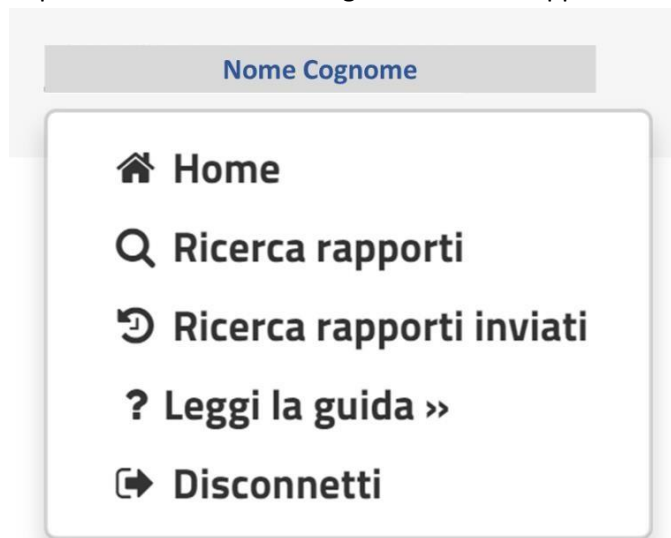 Nome Cognome
Home
Ricerca rapporti
Ricerca rapporti inviati
? Leggi la guida »
Disconnetti